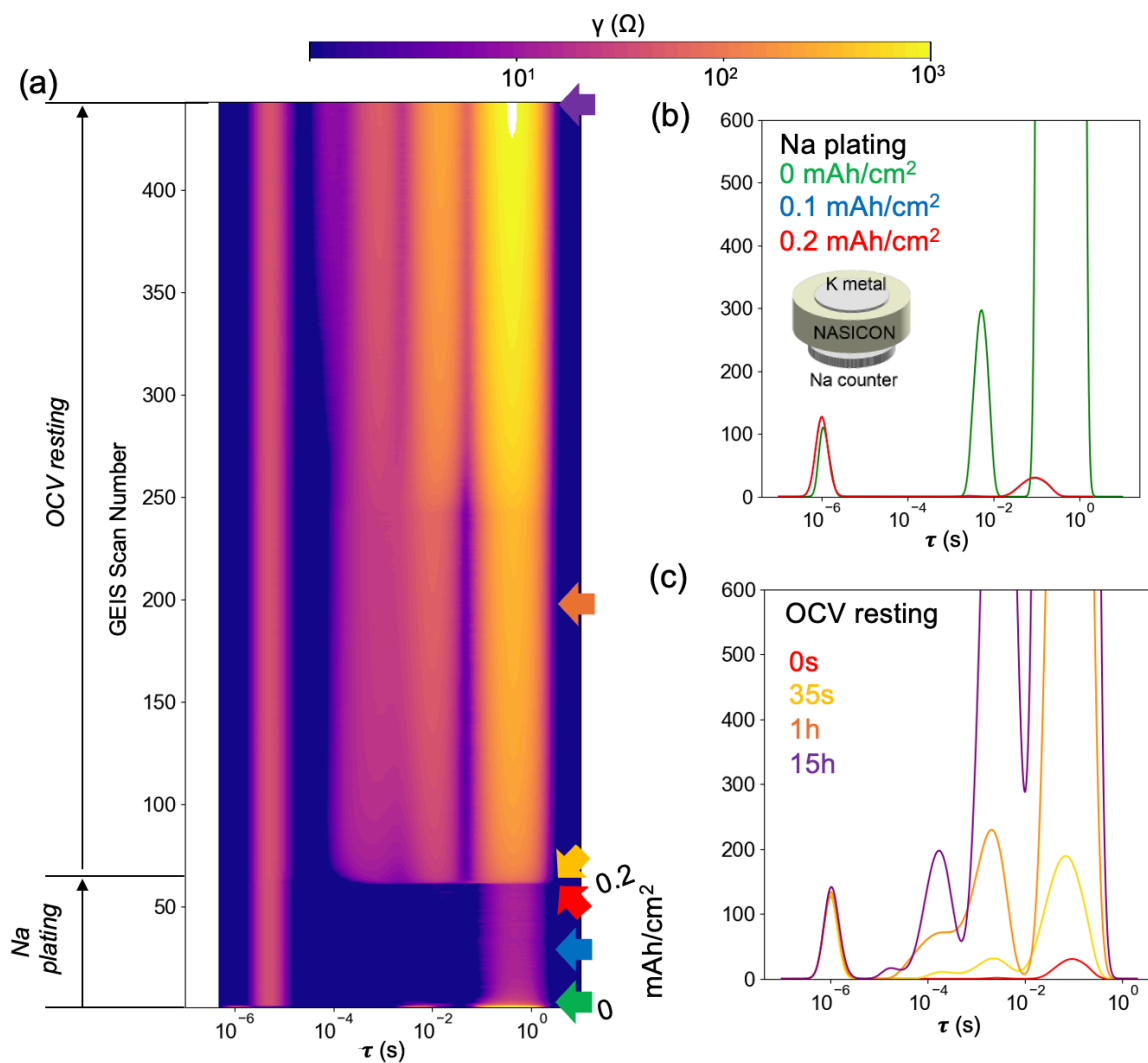 γ (Ω)
10¹ 10² 10³
(a)
OCV resting
Na plating
GEIS Scan Number
400
350
300
250
200
150
100
50
10⁻⁶ 10⁻⁴ 10⁻² 10⁰
τ (s)
0.2
0
mAh/cm²
(b)
600
500
400
300
200
100
0
Na plating
0 mAh/cm²
0.1 mAh/cm²
0.2 mAh/cm²
K metal
NASICON
Na counter
10⁻⁶ 10⁻⁴ 10⁻² 10⁰
τ (s)
(c)
600
500
400
300
200
100
0
OCV resting
0s
35s
1h
15h
10⁻⁶ 10⁻⁴ 10⁻² 10⁰
τ (s)